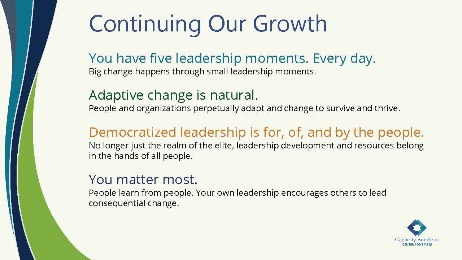 Continuing Our Growth
You have five leadership moments. Every day.
Big change happens through small leadership moments.
Adaptive change is natural.
People and organizations perpetually adapt and change to survive and thrive.
Democratized leadership is for, of, and by the people.
No longer just the realm of the elite, leadership development and resources belong
in the hands of all people.
You matter most.
People learn from people. Your own leadership encourages others to lead
consequential change.